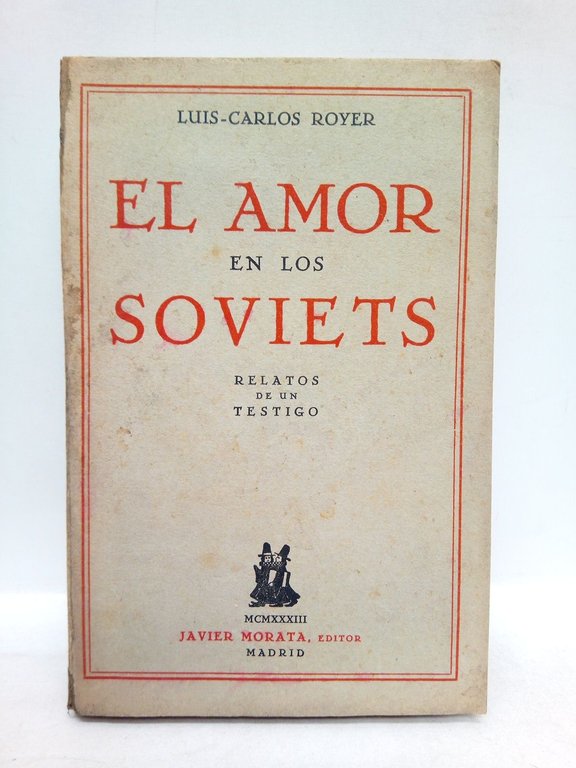 LUIS-CARLOS ROYER
EL AMOR
EN LOS
SOVIETS
RELATOS
DE UN
TESTIGO
MCMXXXIII
JAVIER MORATA, EDITOR
MADRID